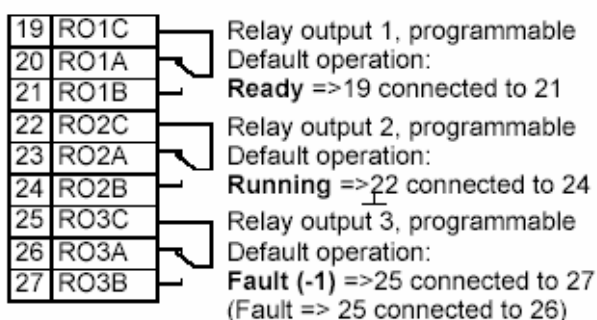 19 RO1C Relay output 1, programmable
20 RO1A Default operation:
21 RO1B Ready =>19 connected to 21
22 RO2C Relay output 2, programmable
23 RO2A Default operation:
24 RO2B Running =>22 connected to 24
25 RO3C Relay output 3, programmable
26 RO3A Default operation:
27 RO3B Fault (-1) =>25 connected to 27
(Fault => 25 connected to 26)